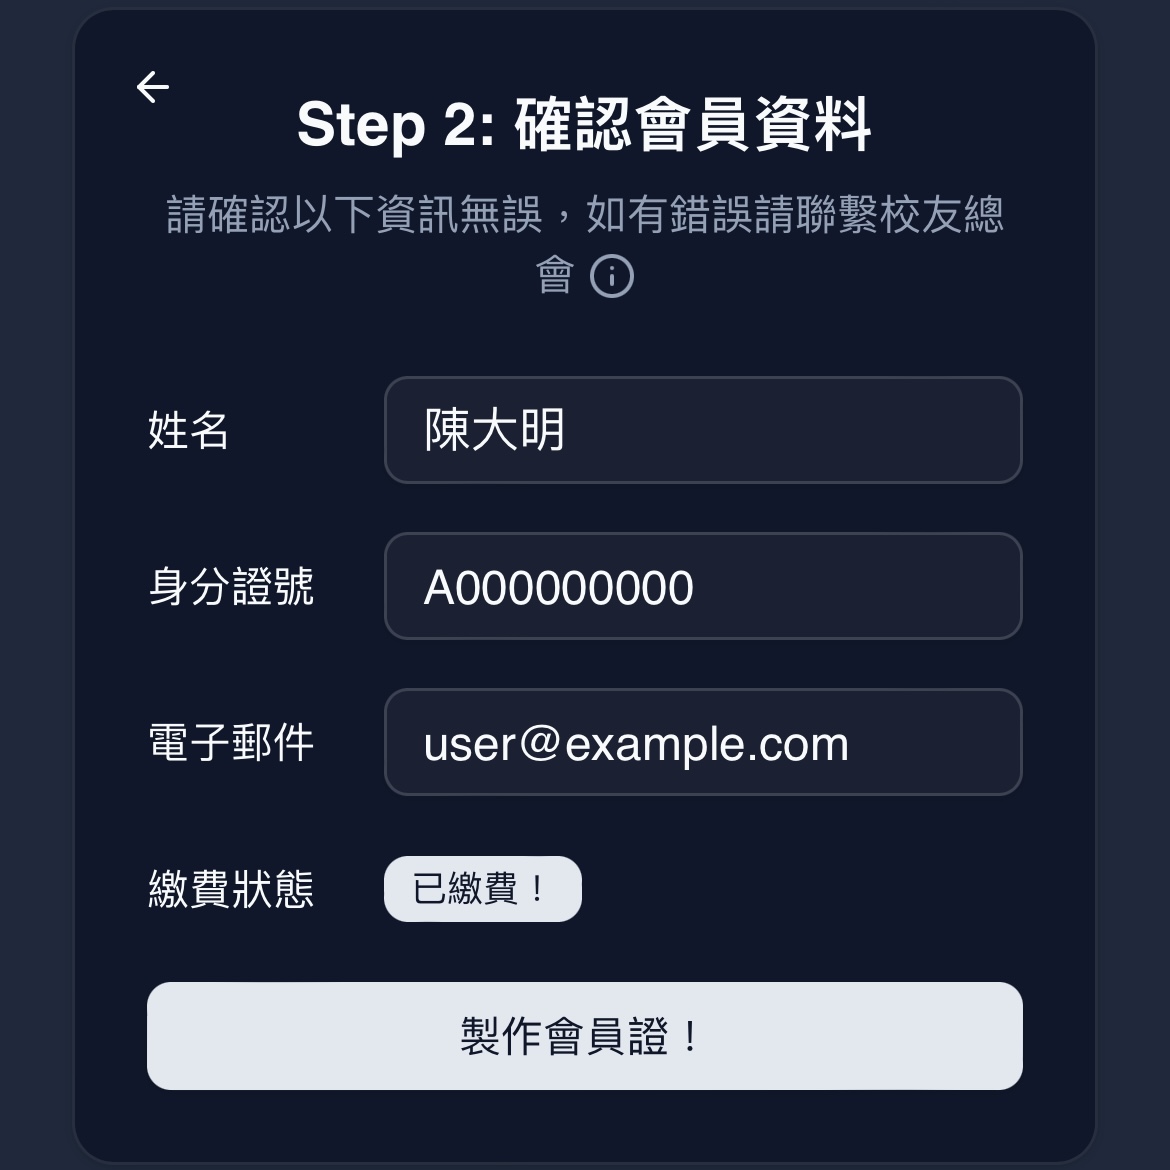 Step 2: 確認會員資料
請確認以下資訊無誤，如有錯誤請聯繫校友總
會
姓名
陳大明
身分證號
A000000000
電子郵件
user@example.com
繳費狀態
已繳費！
製作會員證！